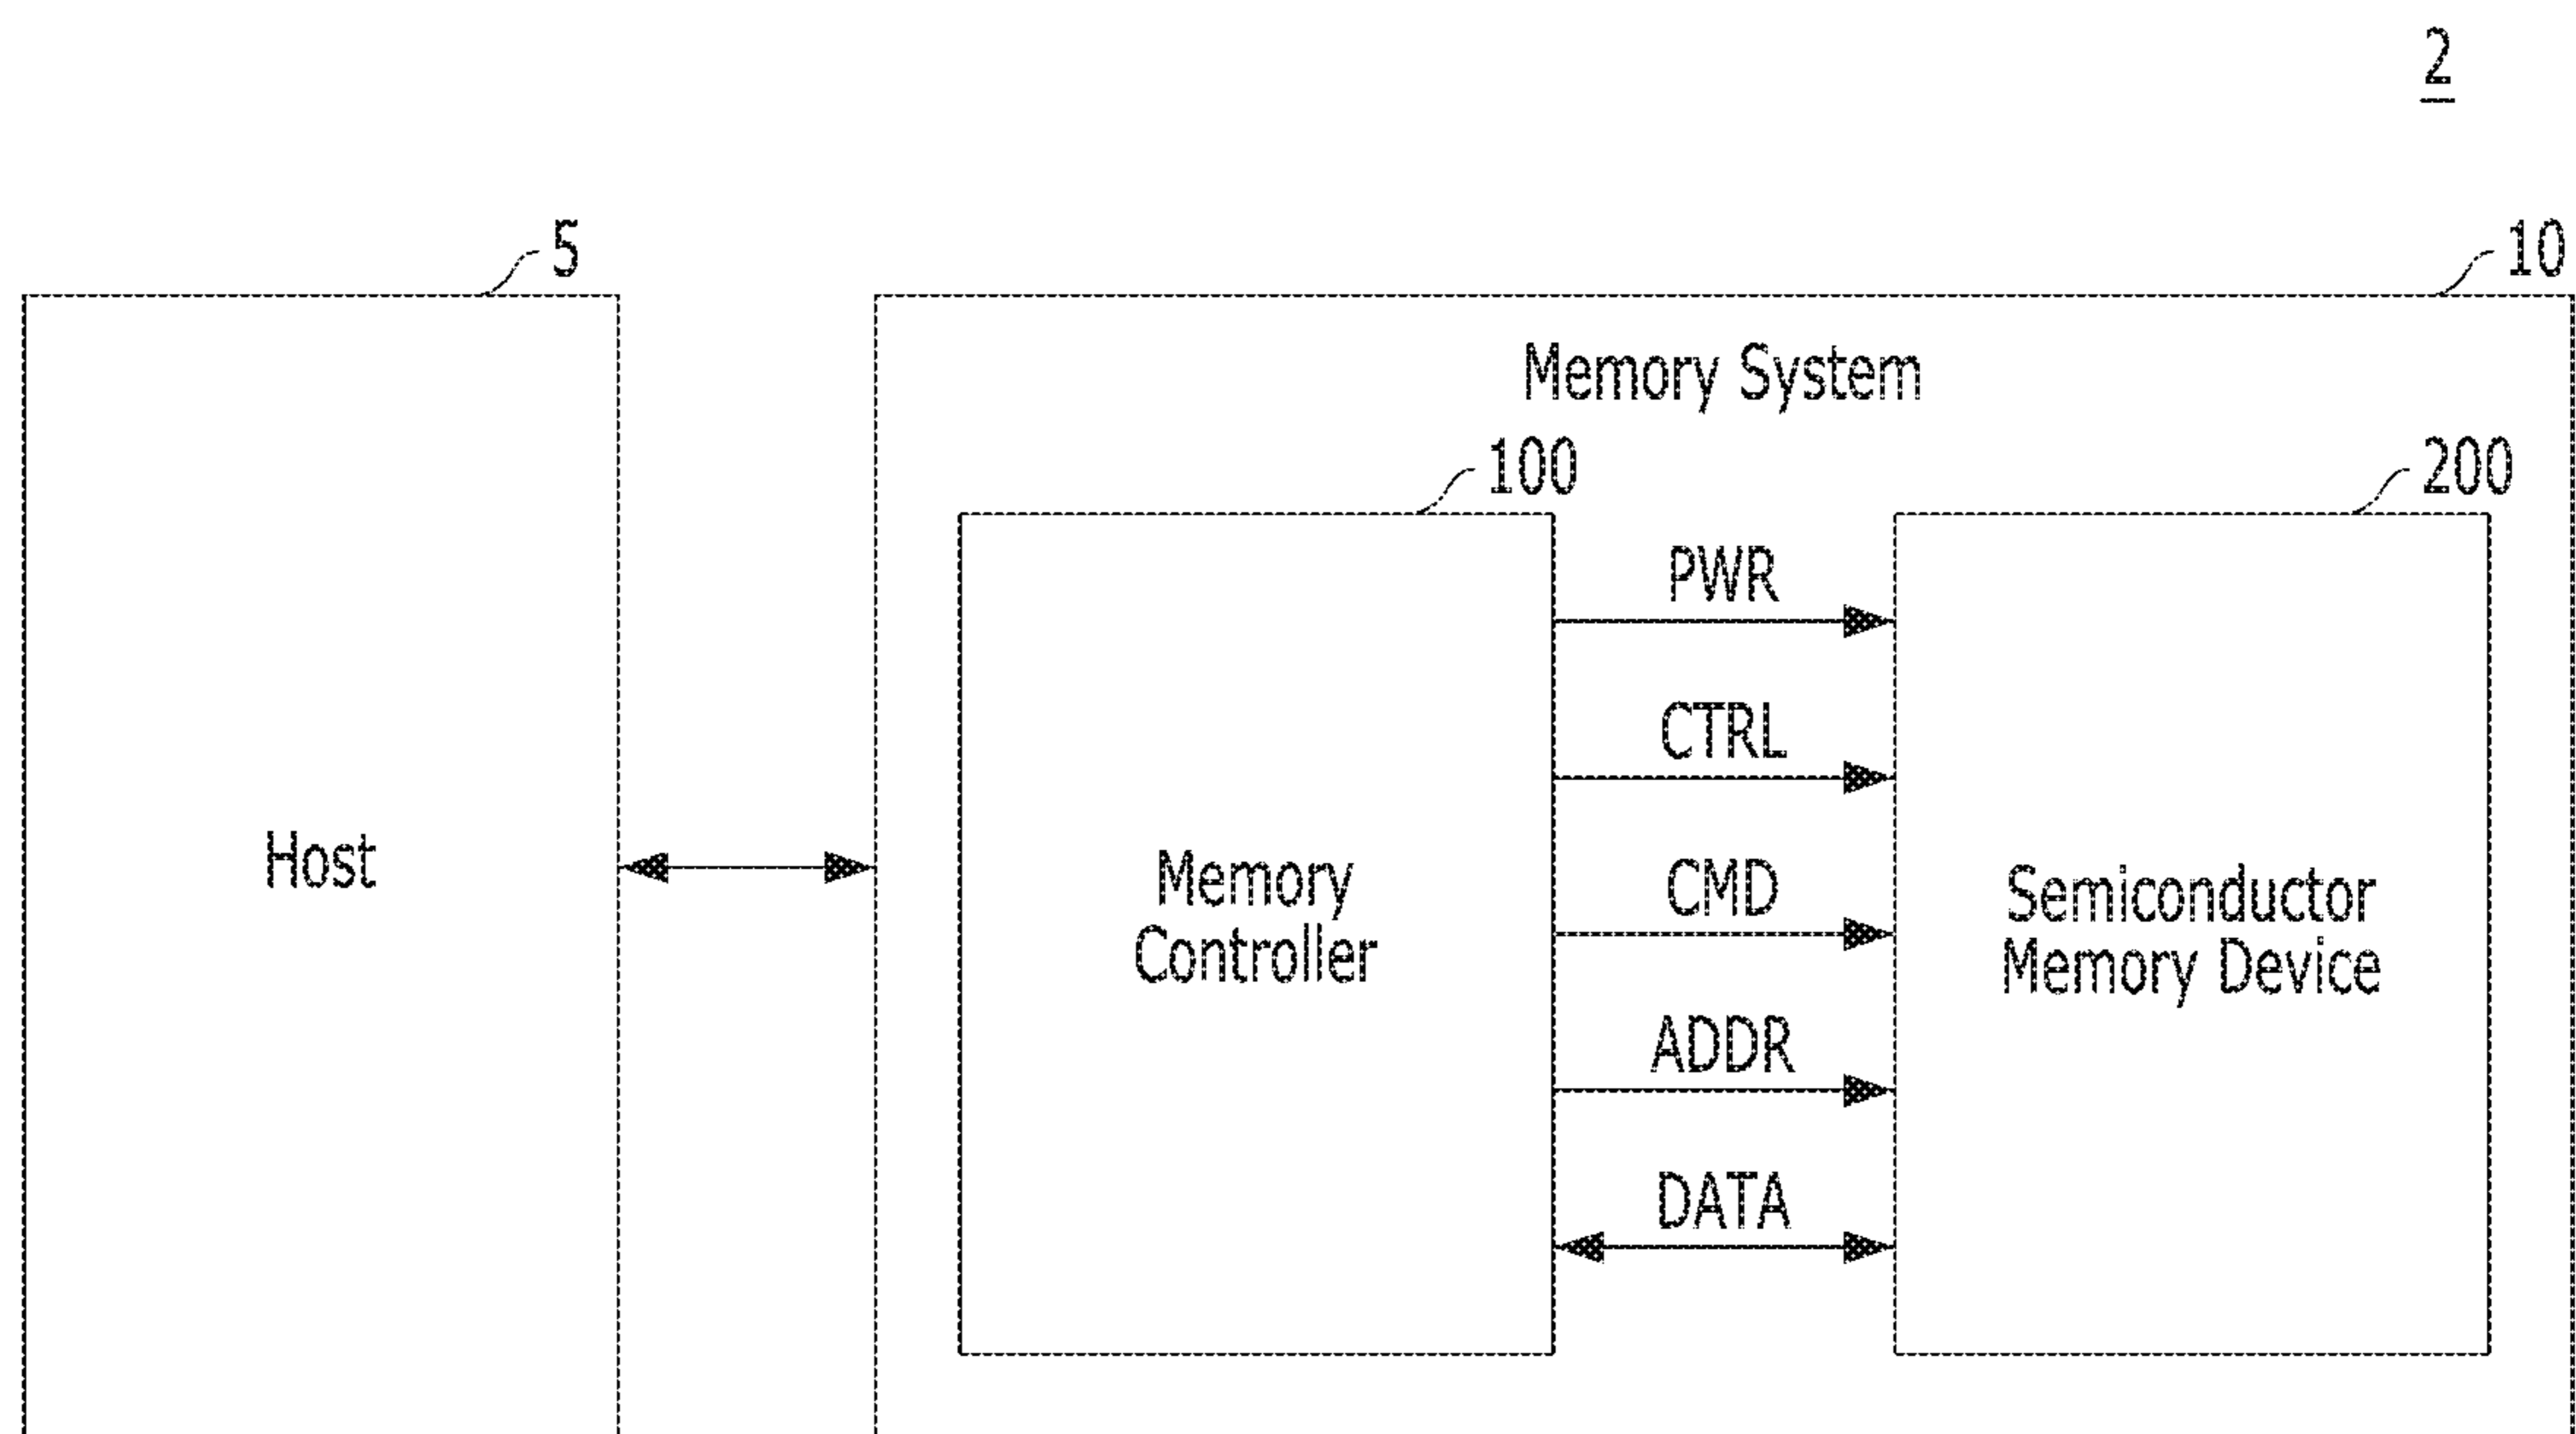 2
5
10
Memory System
100
200
PWR
CTRL
Host
Memory
Controller
CMD
Semiconductor
Memory Device
ADDR
DATA